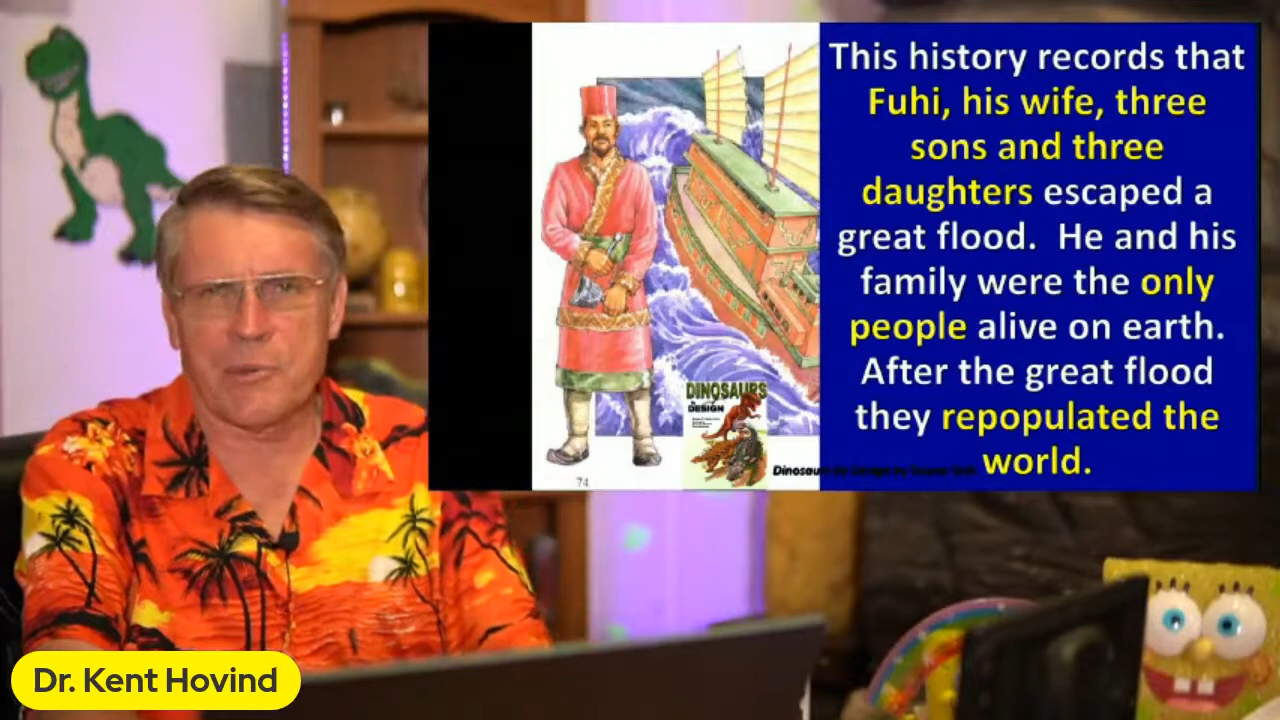 This history records that
Fuhi, his wife, three
sons and three
daughters escaped a
great flood. He and his
family were the only
people alive on earth.
After the great flood
they repopulated the
world.
DINOSAURS
DESIGN
74
Dr. Kent Hovind